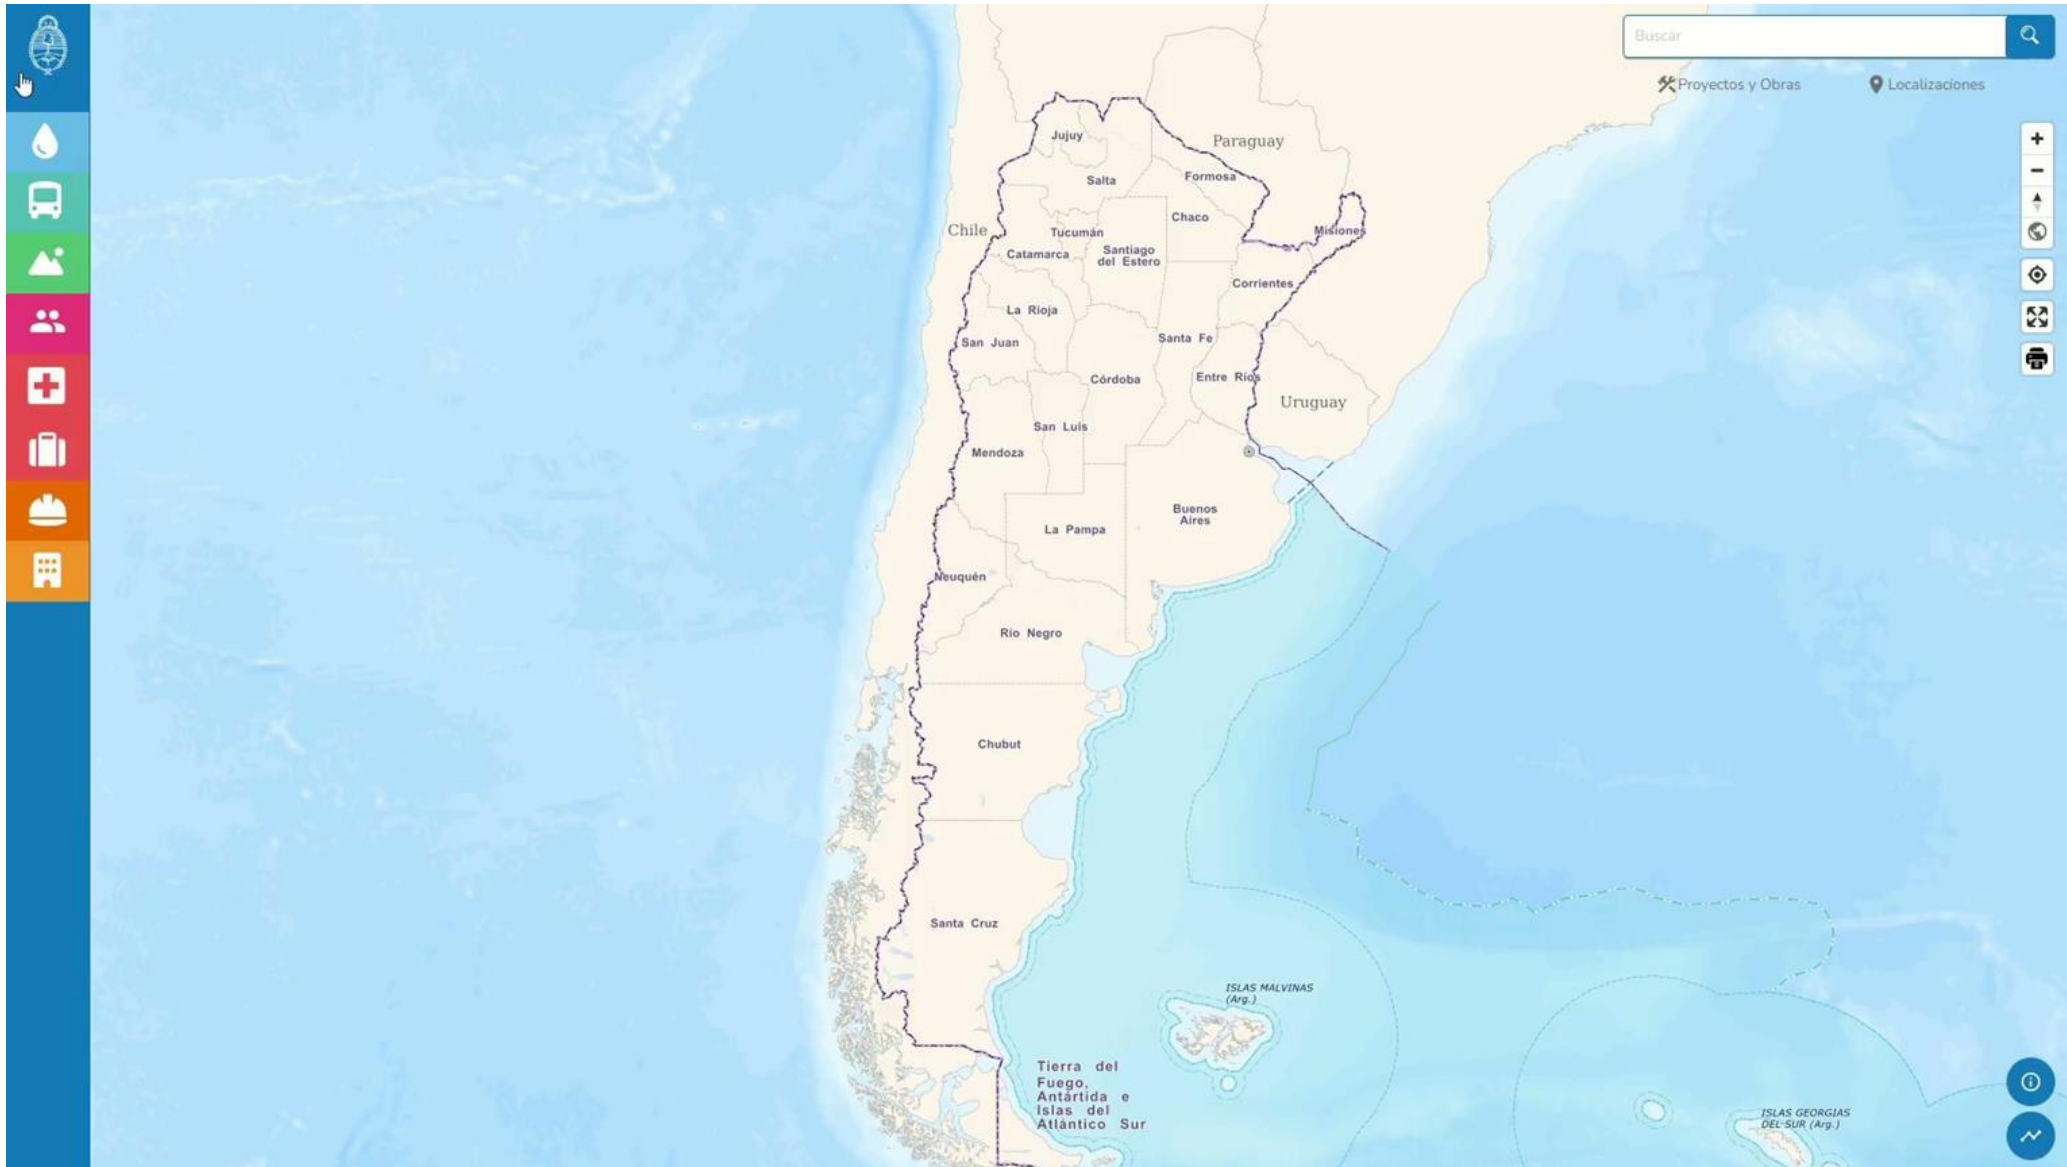 Buscar
Proyectos y Obras
Localizaciones
Jujuy
Paraguay
Salta
Formosa
Chaco
Chile
Tucumán
Misiones
Catamarca
Santiago
del Estero
Corrientes
La Rioja
San Juan
Santa Fe
Córdoba
Entre Ríos
Uruguay
San Luis
Mendoza
Buenos
Aires
La Pampa
Neuquén
Río Negro
Chubut
Santa Cruz
ISLAS MALVINAS
(Arg.)
Tierra del
Fuego,
Antártida e
Islas del
Atlántico Sur
ISLAS GEORGIAS
DEL SUR (Arg.)